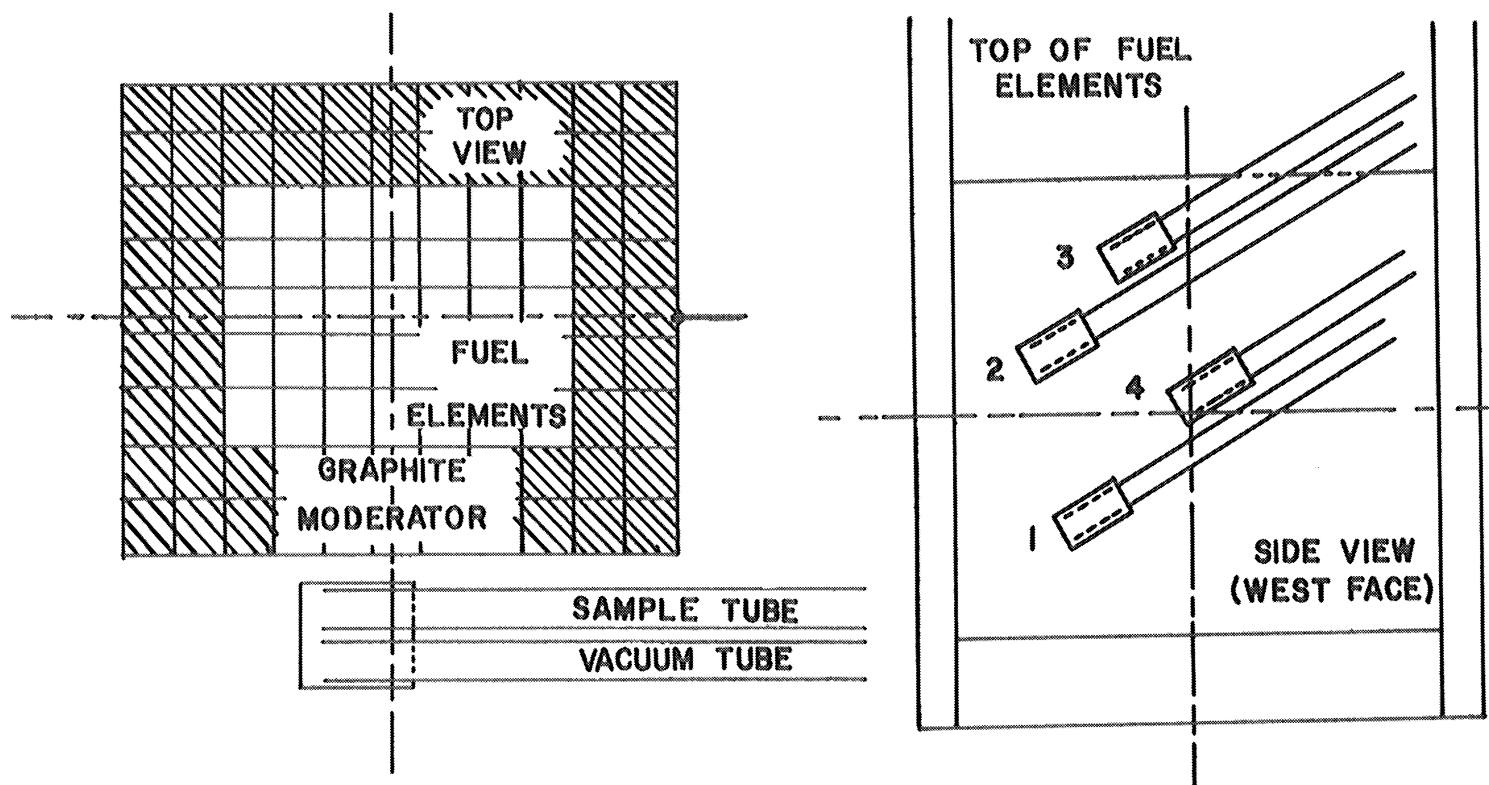 TOP
VIEW
FUEL
ELEMENTS
GRAPHITE
MODERATOR
SAMPLE TUBE
VACUUM TUBE
TOP OF FUEL
ELEMENTS
3
2
4
1
SIDE VIEW
(WEST FACE)